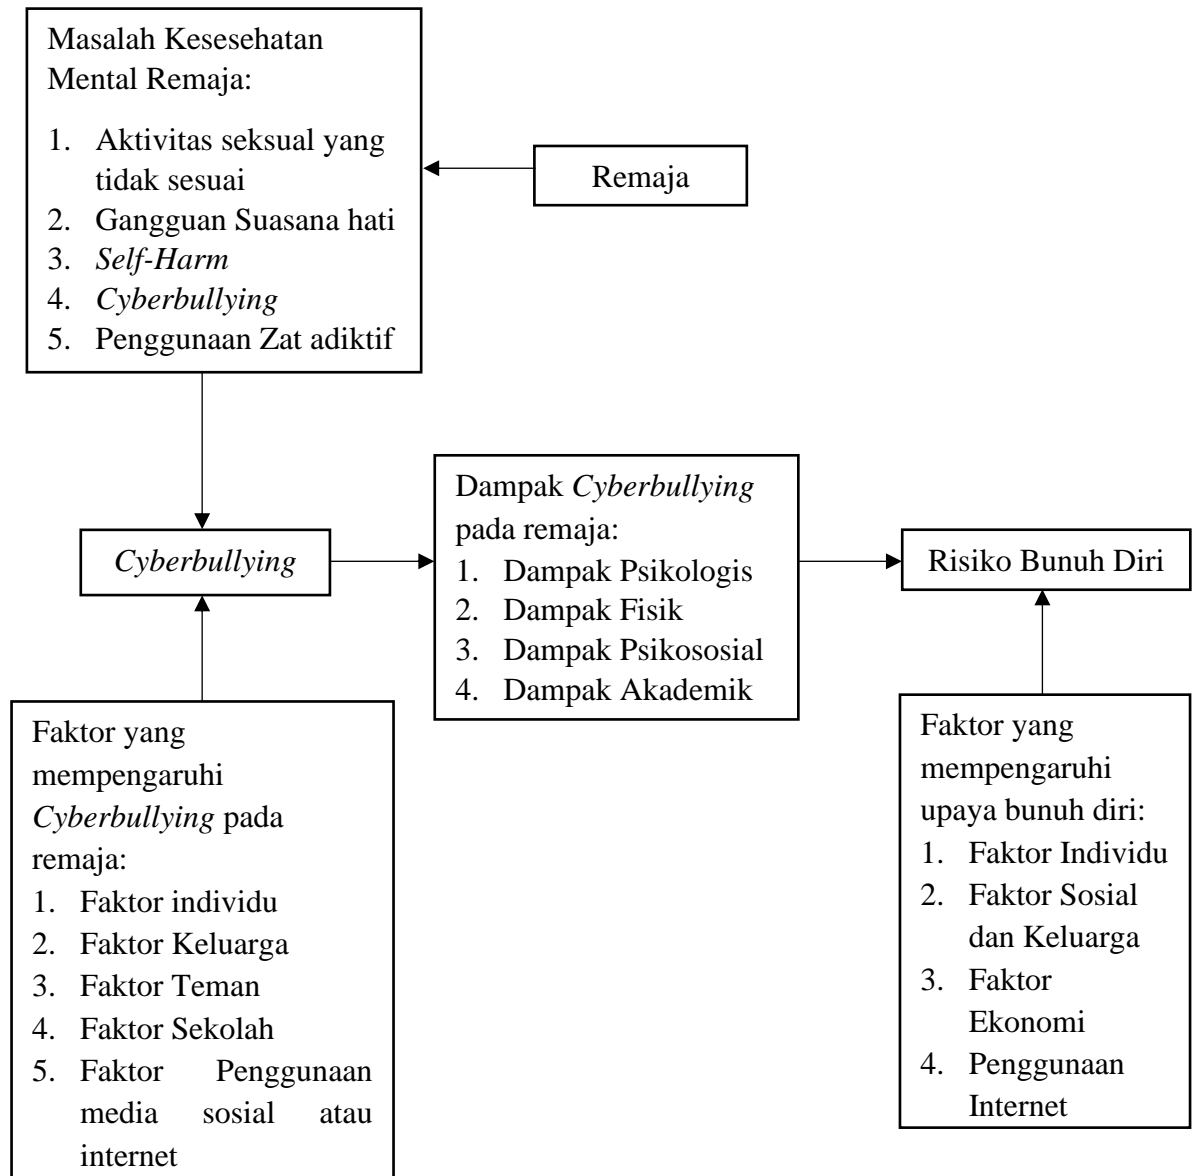 Masalah Kesesehatan
Mental Remaja:
1. Aktivitas seksual yang
tidak sesuai
2. Gangguan Suasana hati
3. Self-Harm
4. Cyberbullying
5. Penggunaan Zat adiktif
Remaja
Cyberbullying
Dampak Cyberbullying
pada remaja:
1. Dampak Psikologis
2. Dampak Fisik
3. Dampak Psikososial
4. Dampak Akademik
Risiko Bunuh Diri
Faktor yang
mempengaruhi
Cyberbullying pada
remaja:
1. Faktor individu
2. Faktor Keluarga
3. Faktor Teman
4. Faktor Sekolah
5. Faktor Penggunaan
media sosial atau
internet
Faktor yang
mempengaruhi
upaya bunuh diri:
1. Faktor Individu
2. Faktor Sosial
dan Keluarga
3. Faktor
Ekonomi
4. Penggunaan
Internet